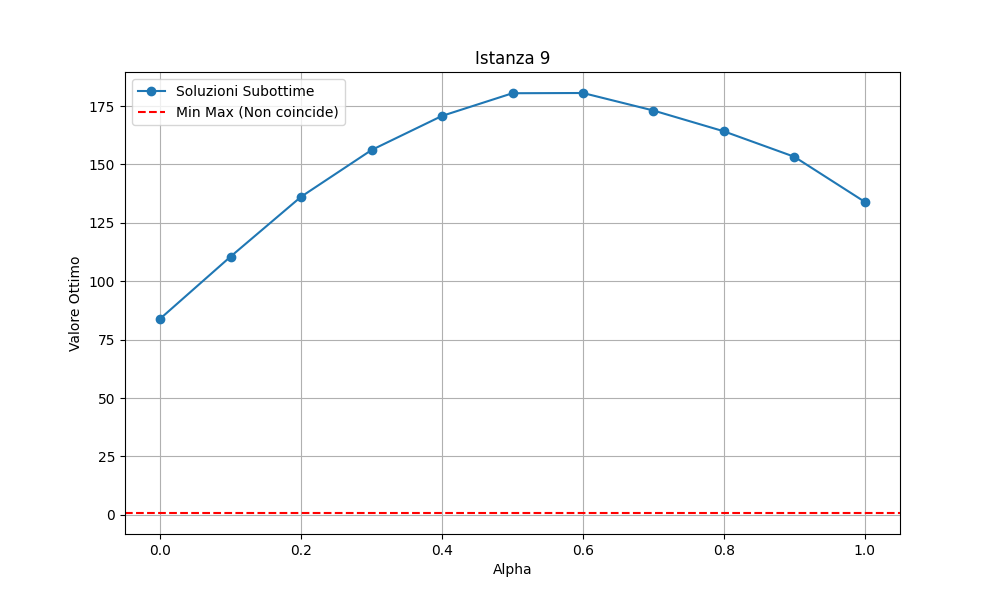 Istanza 9
Soluzioni Subottime
Min Max (Non coincide)
Valore Ottimo
175
150
125
100
75
50
25
0
0.0 0.2 0.4 0.6 0.8 1.0
Alpha